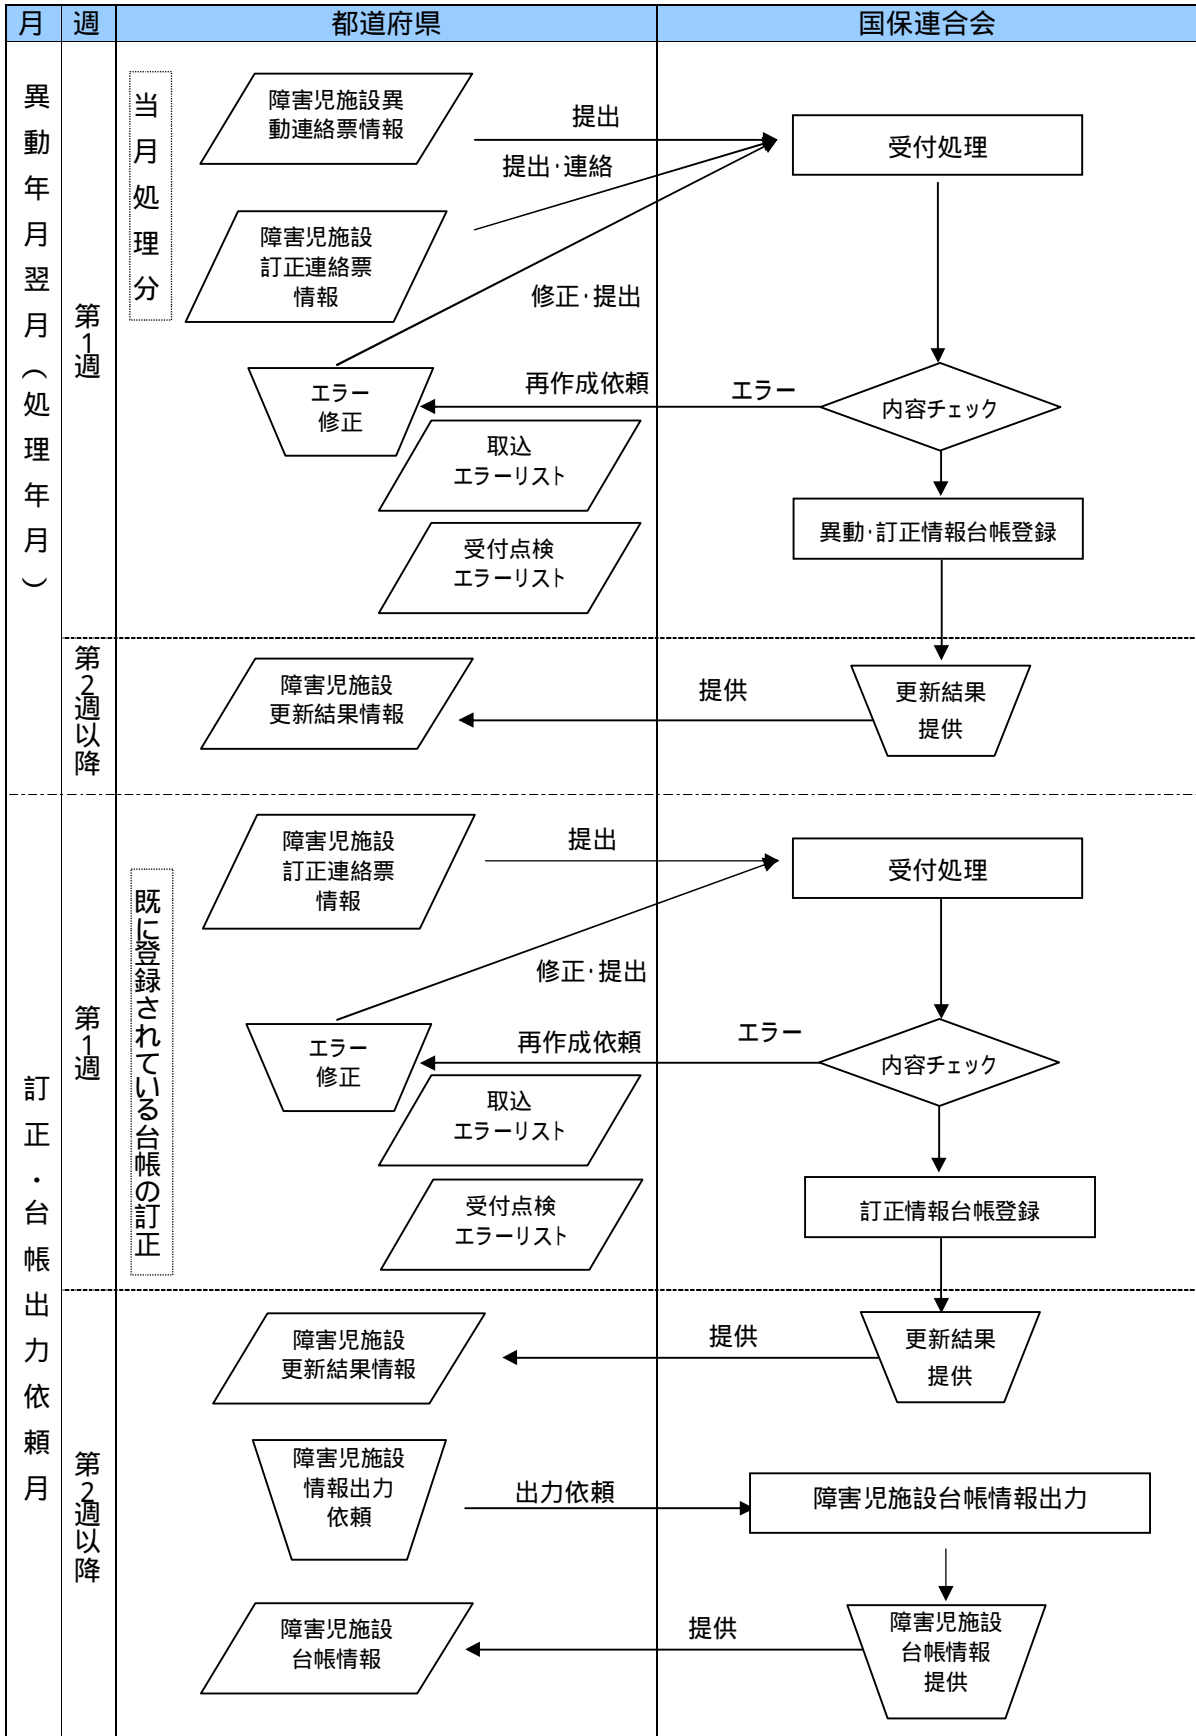 月
週
都道府県
国保連合会
異動年月翌月（処理年月）
第1週
当月処理分
障害児施設異
動連絡票情報
提出
受付処理
提出･連絡
障害児施設
訂正連絡票
情報
修正･提出
エラー
修正
再作成依頼
エラー
内容チェック
取込
エラーリスト
異動･訂正情報台帳登録
受付点検
エラーリスト
第2週以降
障害児施設
更新結果情報
提供
更新結果
提供
訂正・台帳出力依頼月
第1週
既に登録されている台帳の訂正
障害児施設
訂正連絡票
情報
提出
受付処理
修正･提出
エラー
修正
再作成依頼
エラー
内容チェック
取込
エラーリスト
訂正情報台帳登録
受付点検
エラーリスト
第2週以降
障害児施設
更新結果情報
提供
更新結果
提供
障害児施設
情報出力
依頼
出力依頼
障害児施設台帳情報出力
障害児施設
台帳情報
提供
障害児施設
台帳情報
提供